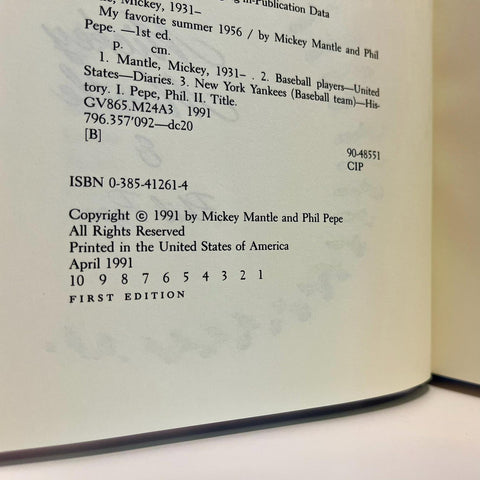 in-Publication Data
Mickey, 1931–
My favorite summer 1956 / by Mickey Mantle and Phil
Pepe. —1st ed.
p. cm.
1. Mantle, Mickey, 1931– . 2. Baseball players—United
States—Diaries. 3. New York Yankees (Baseball team)—His-
tory. I. Pepe, Phil. II. Title.
GV865.M24A3 1991
796.357′092—dc20
[B]
90-48551
CIP
ISBN 0-385-41261-4
Copyright © 1991 by Mickey Mantle and Phil Pepe
All Rights Reserved
Printed in the United States of America
April 1991
10 9 8 7 6 5 4 3 2 1
FIRST EDITION